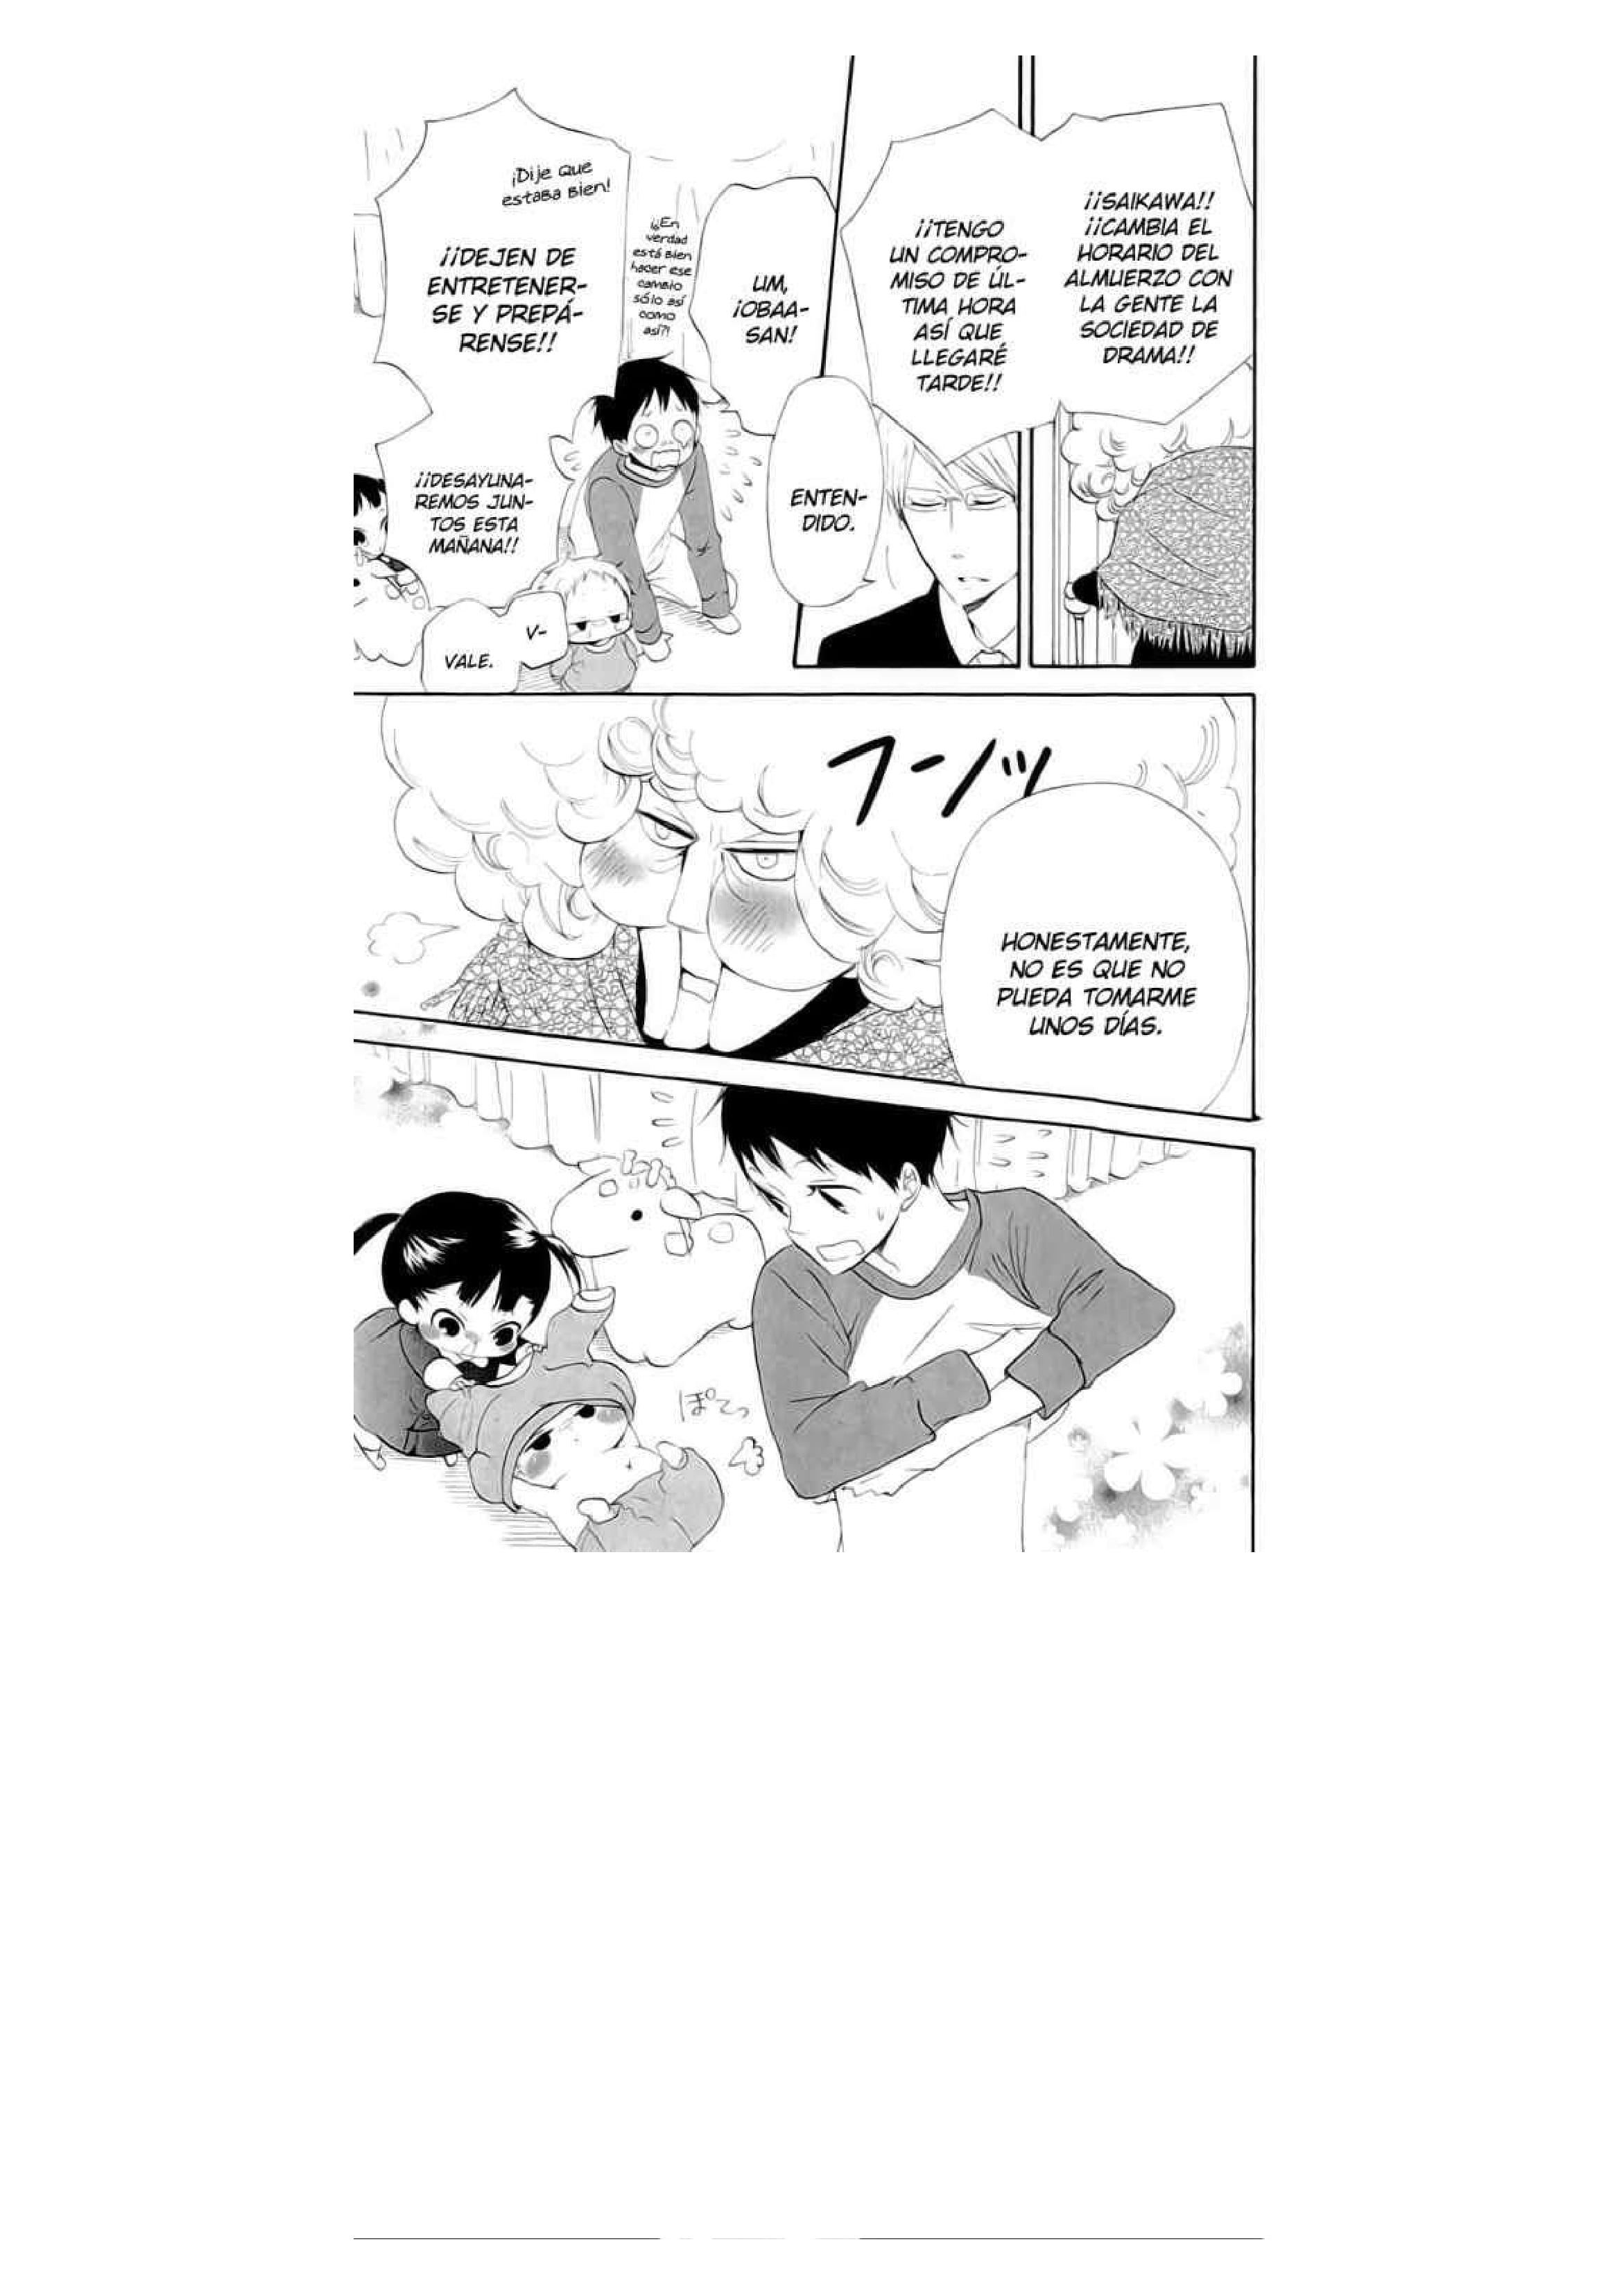 ¡¡SAIKAWA!!
¡¡CAMBIA EL
HORARIO DEL
ALMUERZO CON
LA GENTE LA
SOCIEDAD DE
DRAMA!!
¡¡TENGO
UN COMPRO-
MISO DE ÚL-
TIMA HORA
ASÍ QUE
LLEGARÉ
TARDE!!
ENTEN-
DIDO.
UM,
¡OBAA-
SAN!
¿¡En
verdad
está bien
hacer ese
cambio
sólo así
como
así?!
¡Dije que
estaba bien!
¡¡DEJEN DE
ENTRETENER-
SE Y PREPÁ-
RENSE!!
¡¡DESAYUNA-
REMOS JUN-
TOS ESTA
MAÑANA!!
V-
VALE.
フーンッ
HONESTAMENTE,
NO ES QUE NO
PUEDA TOMARME
UNOS DÍAS.
ぽてっ